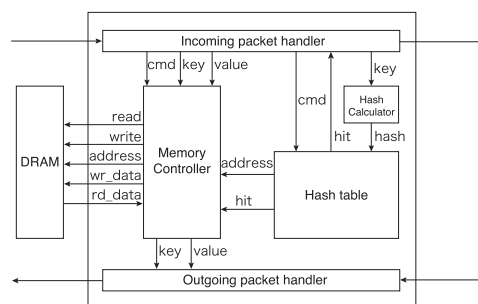 Incoming packet handler
cmd key value
key
cmd
Hash
Calculator
hit
hash
read
write
address
wr_data
rd_data
DRAM
Memory
Controller
address
hit
Hash table
key value
Outgoing packet handler